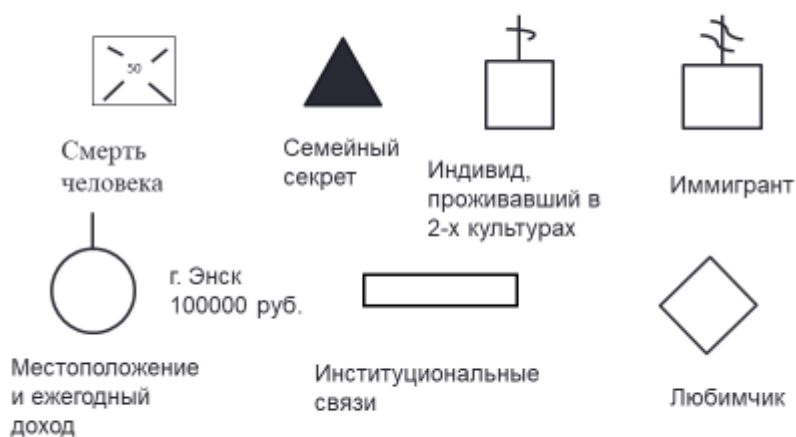 50
Смерть
человека
Семейный
секрет
Индивид,
проживавший в
2-х культурах
Иммигрант
г. Энск
100000 руб.
Местоположение
и ежегодный
доход
Институциональные
связи
Любимчик